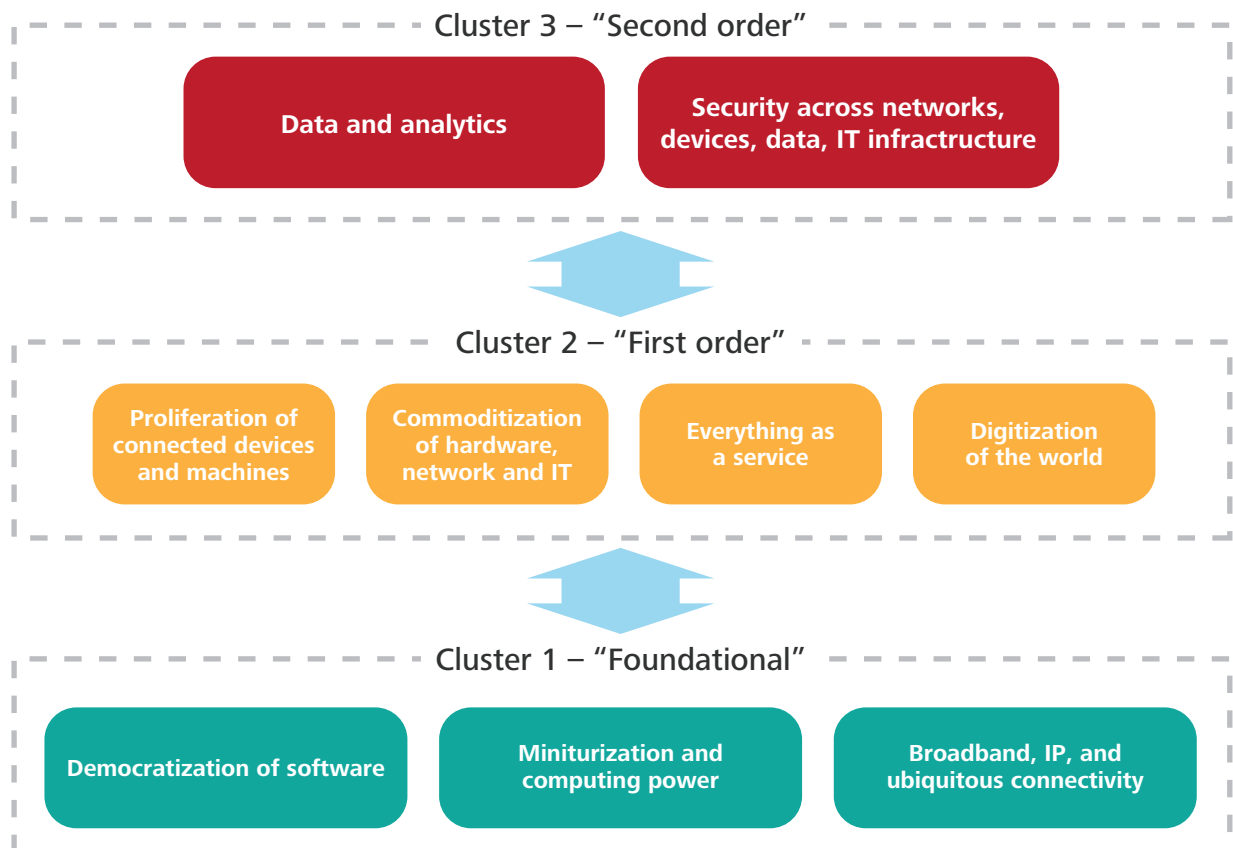 Cluster 3 – “Second order”
Data and analytics
Security across networks,
devices, data, IT infractructure
Cluster 2 – “First order”
Proliferation of
connected devices
and machines
Commoditization
of hardware,
network and IT
Everything as
a service
Digitization
of the world
Cluster 1 – “Foundational”
Democratization of software
Miniturization and
computing power
Broadband, IP, and
ubiquitous connectivity